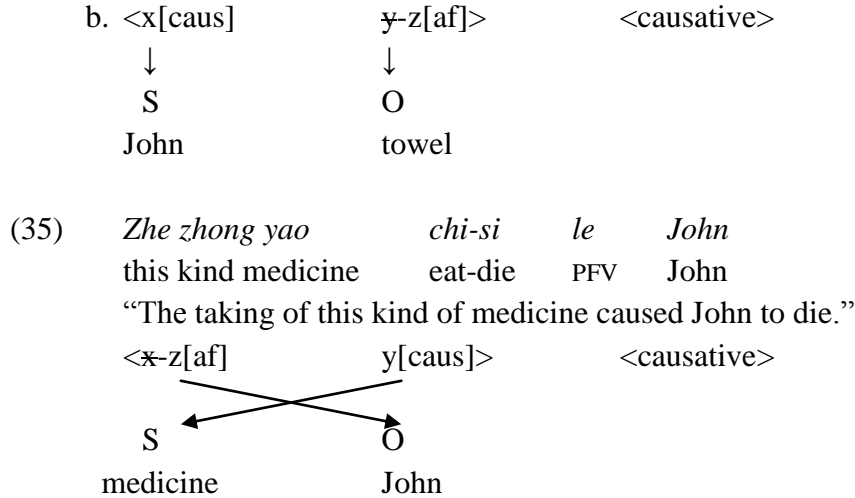 b. <x[caus] y̶-z[af]> <causative>
↓ ↓
S O
John towel
(35) Zhe zhong yao chi-si le John
this kind medicine eat-die PFV John
“The taking of this kind of medicine caused John to die.”
<x̶-z[af] y[caus]> <causative>
S O
medicine John